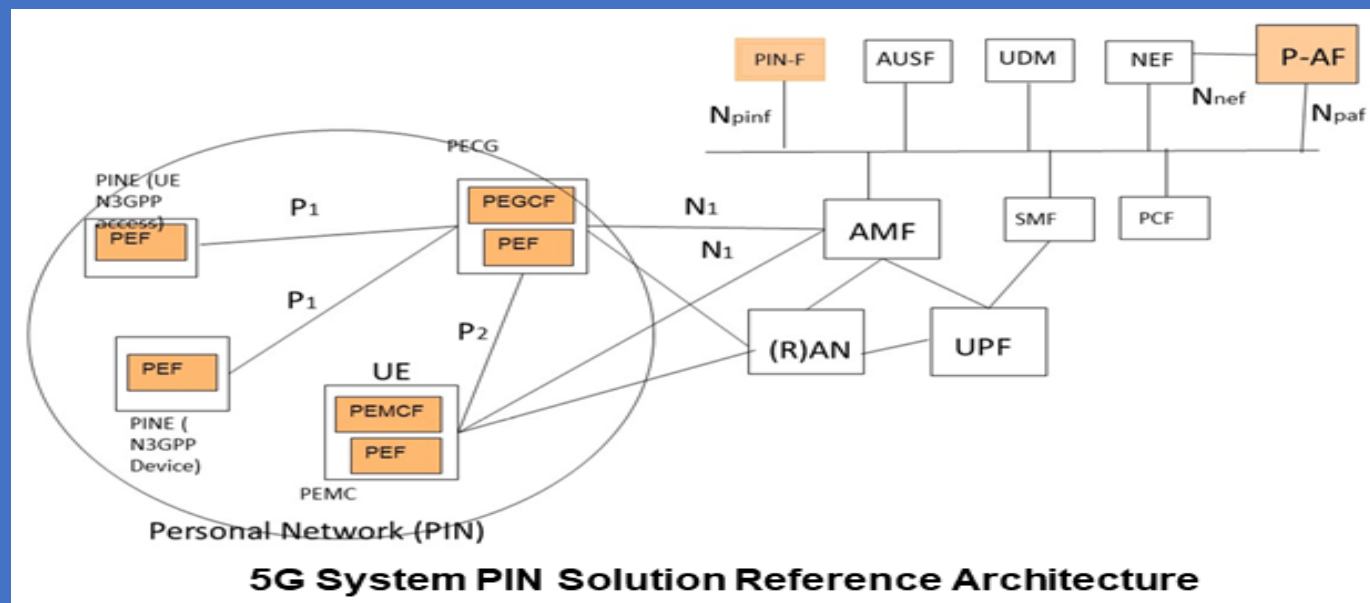 PIN-F
AUSF
UDM
NEF
P-AF
Npinf
Nnef
Npaf
PECG
PINE (UE
N3GPP
access)
PEF
P1
PEGCF
PEF
N1
N1
AMF
SMF
PCF
P1
P2
(R)AN
UPF
PEF
PINE (
N3GPP
Device)
UE
PEMCF
PEF
PEMC
Personal Network (PIN)
5G System PIN Solution Reference Architecture